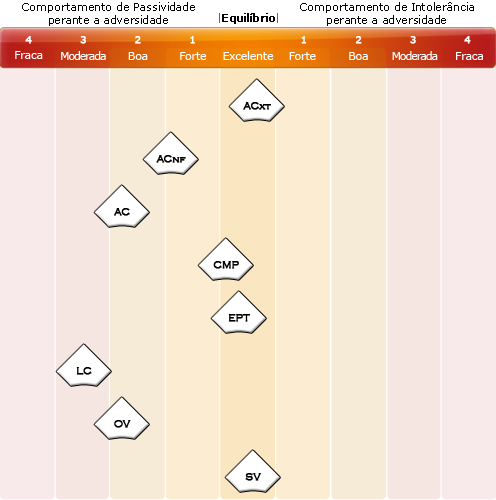 Comportamento de Passividade
perante a adversidade
|Equilíbrio|
Comportamento de Intolerância
perante a adversidade
4 3 2 1 1 2 3 4
Fraca Moderada Boa Forte Excelente Forte Boa Moderada Fraca
ACXT
ACNF
AC
CMP
EPT
LC
OV
SV